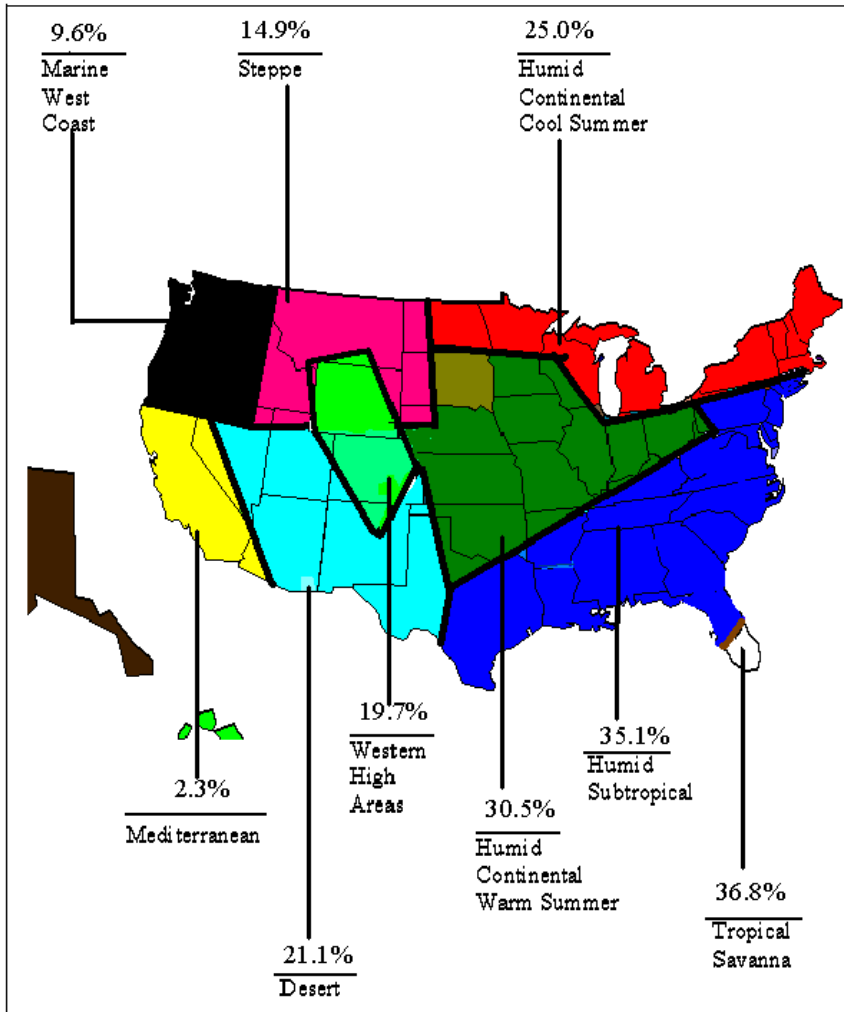 9.6%
Marine
West
Coast
14.9%
Steppe
25.0%
Humid
Continental
Cool Summer
19.7%
Western
High
Areas
35.1%
Humid
Subtropical
2.3%
Mediterranean
30.5%
Humid
Continental
Warm Summer
36.8%
Tropical
Savanna
21.1%
Desert